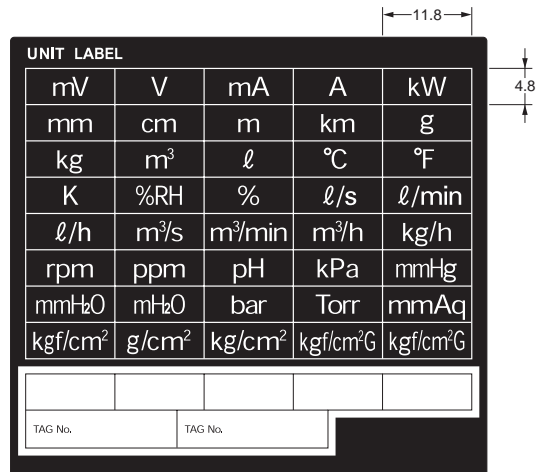 11.8
UNIT LABEL
4.8
mV V mA A kW
mm cm m km g
kg m³ ℓ °C °F
K %RH % ℓ/s ℓ/min
ℓ/h m³/s m³/min m³/h kg/h
rpm ppm pH kPa mmHg
mmH₂O mH₂O bar Torr mmAq
kgf/cm² g/cm² kg/cm² kgf/cm²G kgf/cm²G
TAG No. TAG No.